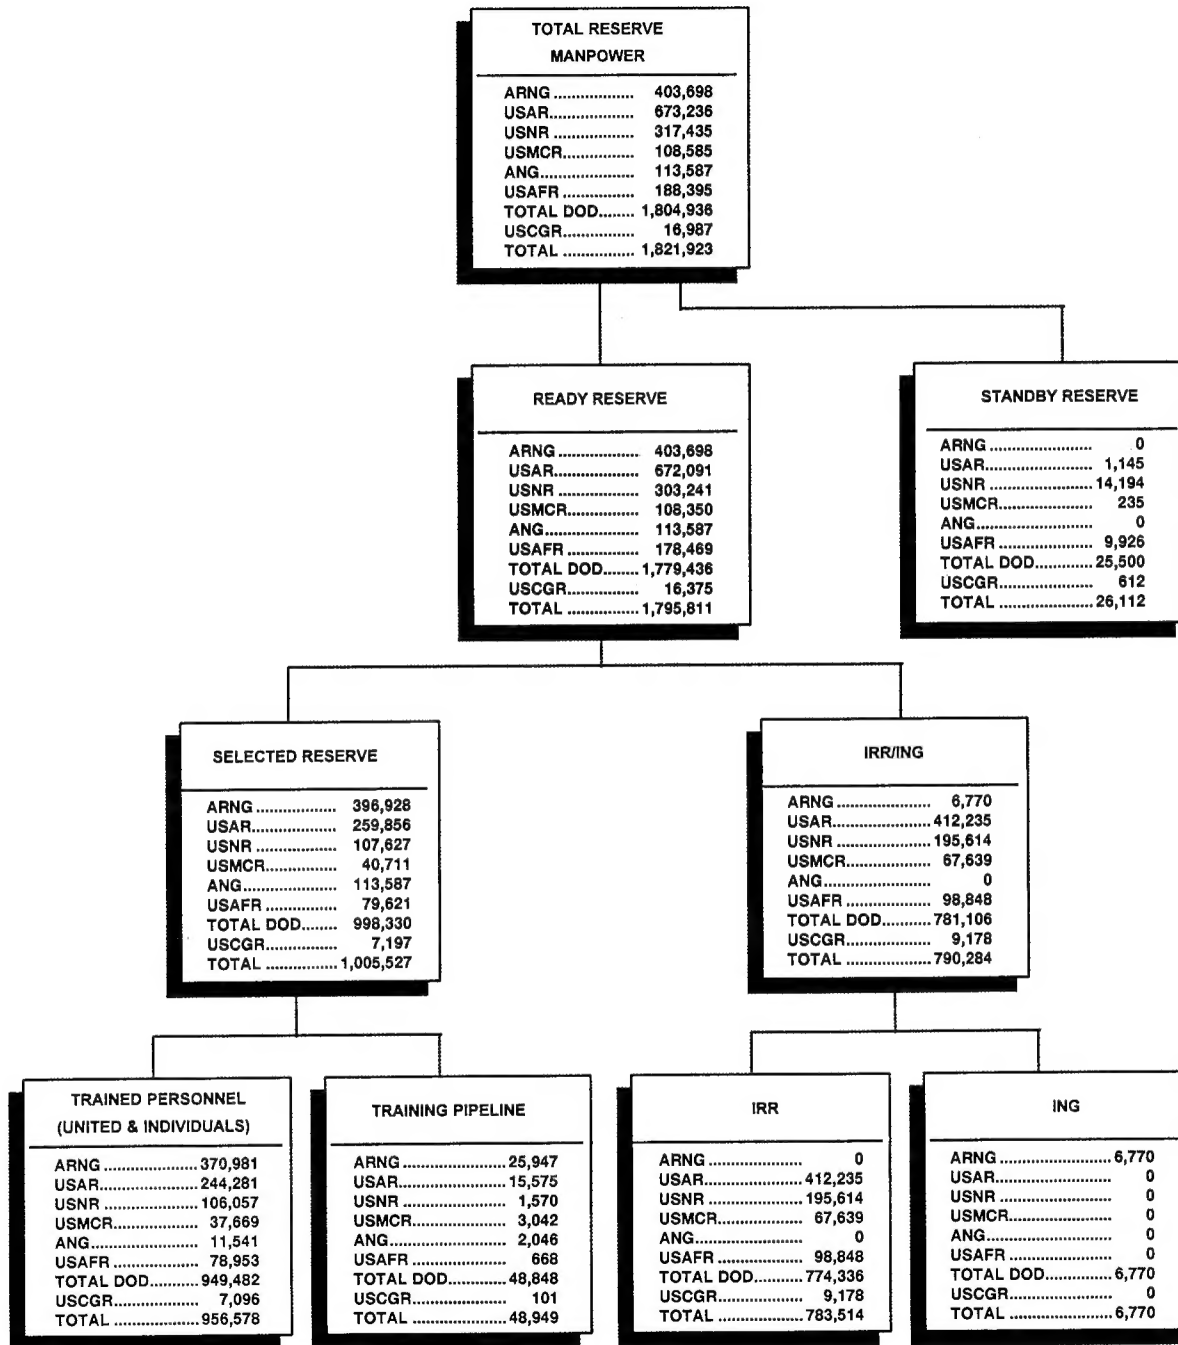 TOTAL RESERVE
MANPOWER
ARNG .................. 403,698
USAR.................. 673,236
USNR .................. 317,435
USMCR............... 108,585
ANG.................... 113,587
USAFR ............... 188,395
TOTAL DOD........ 1,804,936
USCGR............... 16,987
TOTAL ................ 1,821,923
READY RESERVE
ARNG .................. 403,698
USAR.................. 672,091
USNR .................. 303,241
USMCR............... 108,350
ANG.................... 113,587
USAFR ............... 178,469
TOTAL DOD........ 1,779,436
USCGR............... 16,375
TOTAL ................ 1,795,811
STANDBY RESERVE
ARNG ...................... 0
USAR...................... 1,145
USNR ...................... 14,194
USMCR................... 235
ANG........................ 0
USAFR ................... 9,926
TOTAL DOD............ 25,500
USCGR................... 612
TOTAL .................... 26,112
SELECTED RESERVE
ARNG .................. 396,928
USAR.................. 259,856
USNR .................. 107,627
USMCR............... 40,711
ANG.................... 113,587
USAFR ............... 79,621
TOTAL DOD........ 998,330
USCGR............... 7,197
TOTAL ................ 1,005,527
IRR/ING
ARNG ..................... 6,770
USAR..................... 412,235
USNR ..................... 195,614
USMCR.................. 67,639
ANG....................... 0
USAFR .................. 98,848
TOTAL DOD........... 781,106
USCGR.................. 9,178
TOTAL ................... 790,284
TRAINED PERSONNEL
(UNITED & INDIVIDUALS)
ARNG ..................... 370,981
USAR..................... 244,281
USNR ..................... 106,057
USMCR.................. 37,669
ANG....................... 11,541
USAFR .................. 78,953
TOTAL DOD........... 949,482
USCGR.................. 7,096
TOTAL ................... 956,578
TRAINING PIPELINE
ARNG ...................... 25,947
USAR...................... 15,575
USNR ...................... 1,570
USMCR................... 3,042
ANG........................ 2,046
USAFR ................... 668
TOTAL DOD............ 48,848
USCGR................... 101
TOTAL .................... 48,949
IRR
ARNG ..................... 0
USAR..................... 412,235
USNR ..................... 195,614
USMCR.................. 67,639
ANG....................... 0
USAFR .................. 98,848
TOTAL DOD........... 774,336
USCGR.................. 9,178
TOTAL ................... 783,514
ING
ARNG ...................... 6,770
USAR...................... 0
USNR ...................... 0
USMCR................... 0
ANG........................ 0
USAFR ................... 0
TOTAL DOD............ 6,770
USCGR................... 0
TOTAL .................... 6,770